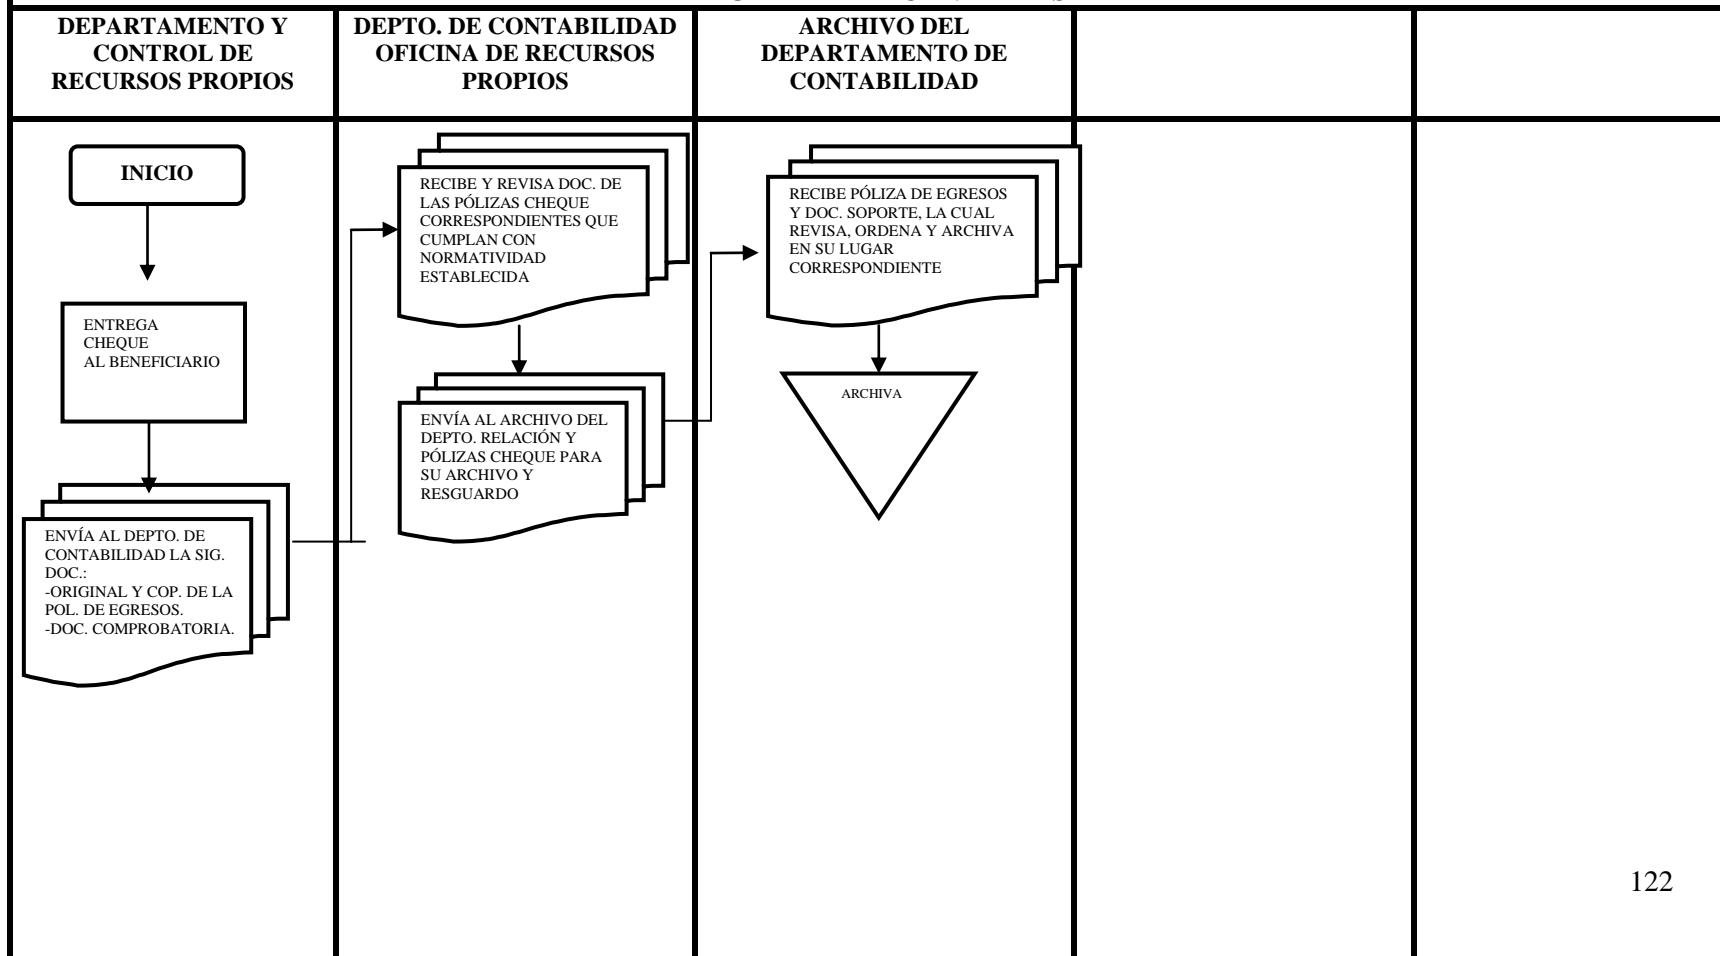 DEPARTAMENTO Y
CONTROL DE
RECURSOS PROPIOS
DEPTO. DE CONTABILIDAD
OFICINA DE RECURSOS
PROPIOS
ARCHIVO DEL
DEPARTAMENTO DE
CONTABILIDAD
INICIO
ENTREGA
CHEQUE
AL BENEFICIARIO
ENVÍA AL DEPTO. DE
CONTABILIDAD LA SIG.
DOC.:
-ORIGINAL Y COP. DE LA
POL. DE EGRESOS.
-DOC. COMPROBATORIA.
RECIBE Y REVISA DOC. DE
LAS PÓLIZAS CHEQUE
CORRESPONDIENTES QUE
CUMPLAN CON
NORMATIVIDAD
ESTABLECIDA
ENVÍA AL ARCHIVO DEL
DEPTO. RELACIÓN Y
PÓLIZAS CHEQUE PARA
SU ARCHIVO Y
RESGUARDO
RECIBE PÓLIZA DE EGRESOS
Y DOC. SOPORTE, LA CUAL
REVISA, ORDENA Y ARCHIVA
EN SU LUGAR
CORRESPONDIENTE
ARCHIVA
122